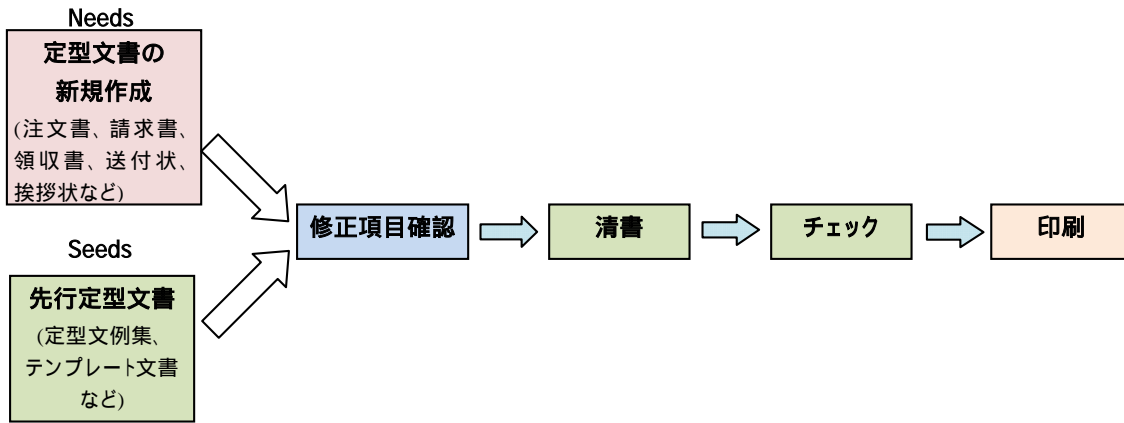 Needs
定型文書の
新規作成
(注文書、請求書、
領収書、送付状、
挨拶状など)
Seeds
先行定型文書
(定型文例集、
テンプレート文書
など)
修正項目確認
清書
チェック
印刷